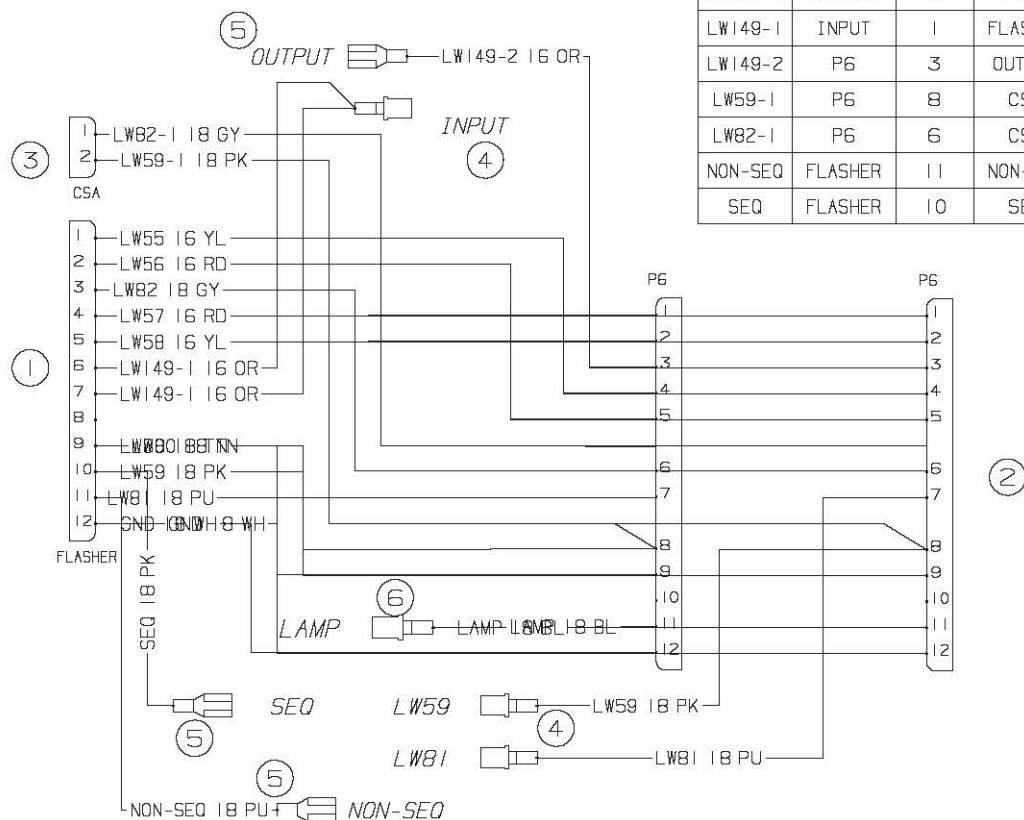 5
OUTPUT
LW149-2 16 OR
INPUT
4
3
1
2
LW82-1 18 GY
LW59-1 18 PK
CSA
LW149-1 INPUT 1
LW149-2 P6 3
LW59-1 P6 8
LW82-1 P6 6
NON-SEQ FLASHER 11
SEQ FLASHER 10
1
1 LW55 16 YL
2 LW56 16 RD
3 LW82 18 GY
4 LW57 16 RD
5 LW58 16 YL
6 LW149-1 16 OR
7 LW149-1 16 OR
8
9
10 LW59 18 PK
11 LW81 18 PU
12
FLASHER
P6
1
2
3
4
5
6
7
8
9
10
11
12
P6
1
2
3
4
5
6
7
8
9
10
11
12
2
SEQ 18 PK
6
LAMP
SEQ
5
LW59
LW59 18 PK
4
LW81
LW81 18 PU
5
NON-SEQ 18 PU
NON-SEQ